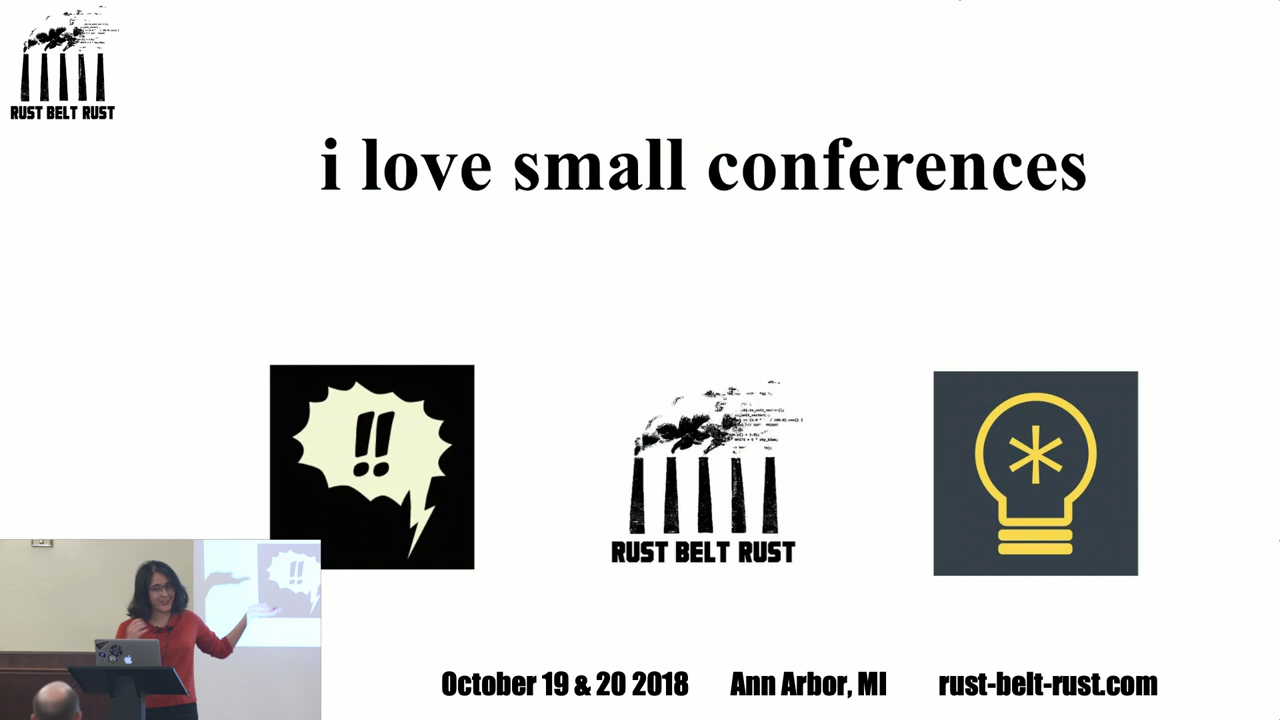 RUST BELT RUST
i love small conferences
!!
RUST BELT RUST
October 19 & 20 2018 Ann Arbor, MI rust-belt-rust.com